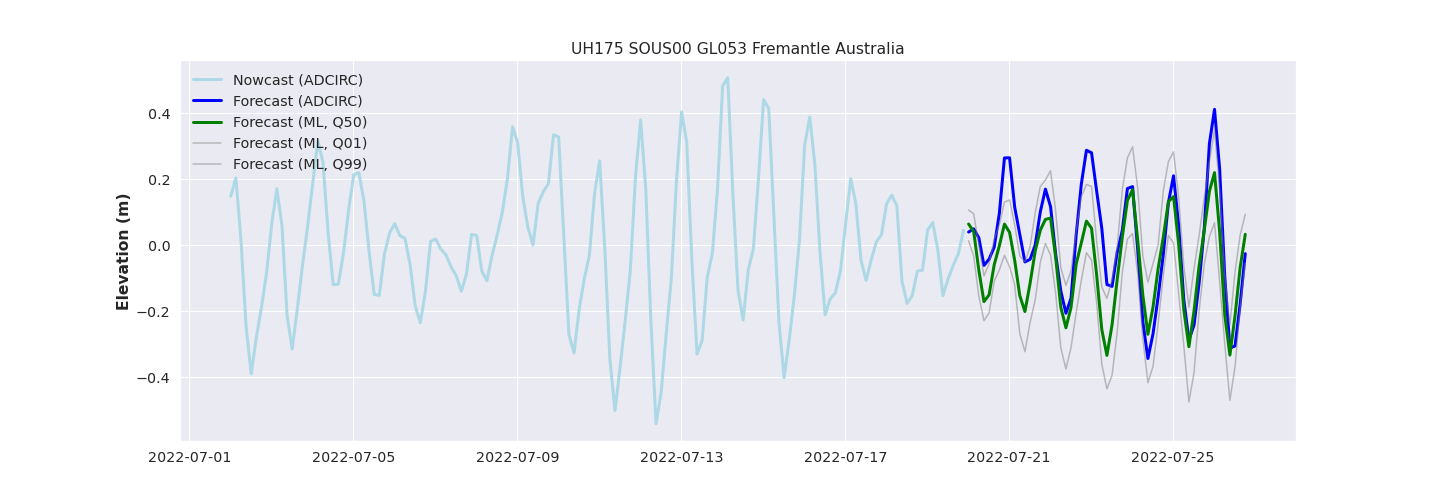 UH175 SOUS00 GL053 Fremantle Australia
Nowcast (ADCIRC)
Forecast (ADCIRC)
Forecast (ML, Q50)
Forecast (ML, Q01)
Forecast (ML, Q99)
Elevation (m)
0.4
0.2
0.0
−0.2
−0.4
2022-07-01 2022-07-05 2022-07-09 2022-07-13 2022-07-17 2022-07-21 2022-07-25